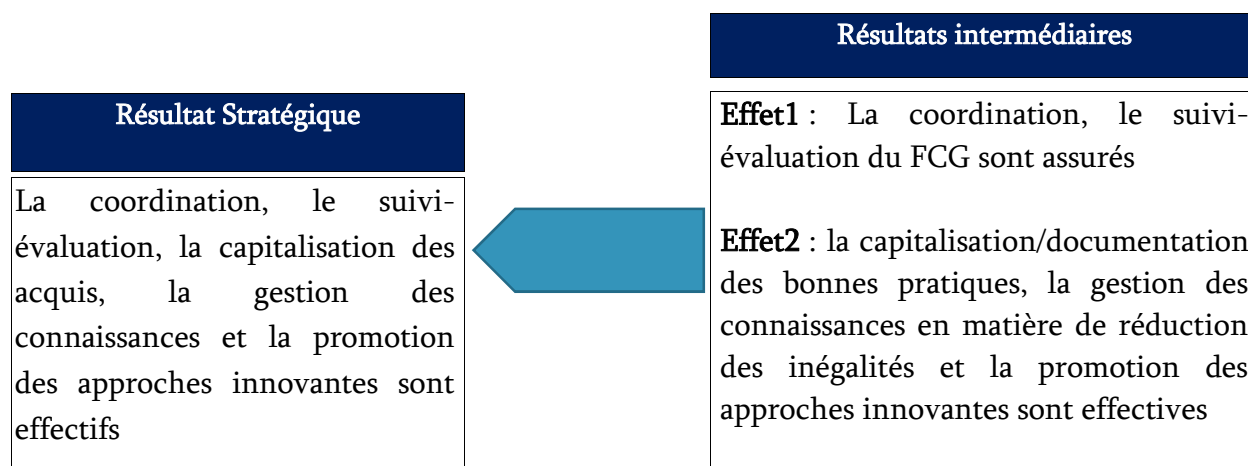 Résultat Stratégique
La coordination, le suivi-
évaluation, la capitalisation des
acquis, la gestion des
connaissances et la promotion
des approches innovantes sont
effectifs
Résultats intermédiaires
Effet1 : La coordination, le suivi-
évaluation du FCG sont assurés
Effet2 : la capitalisation/documentation
des bonnes pratiques, la gestion des
connaissances en matière de réduction
des inégalités et la promotion des
approches innovantes sont effectives